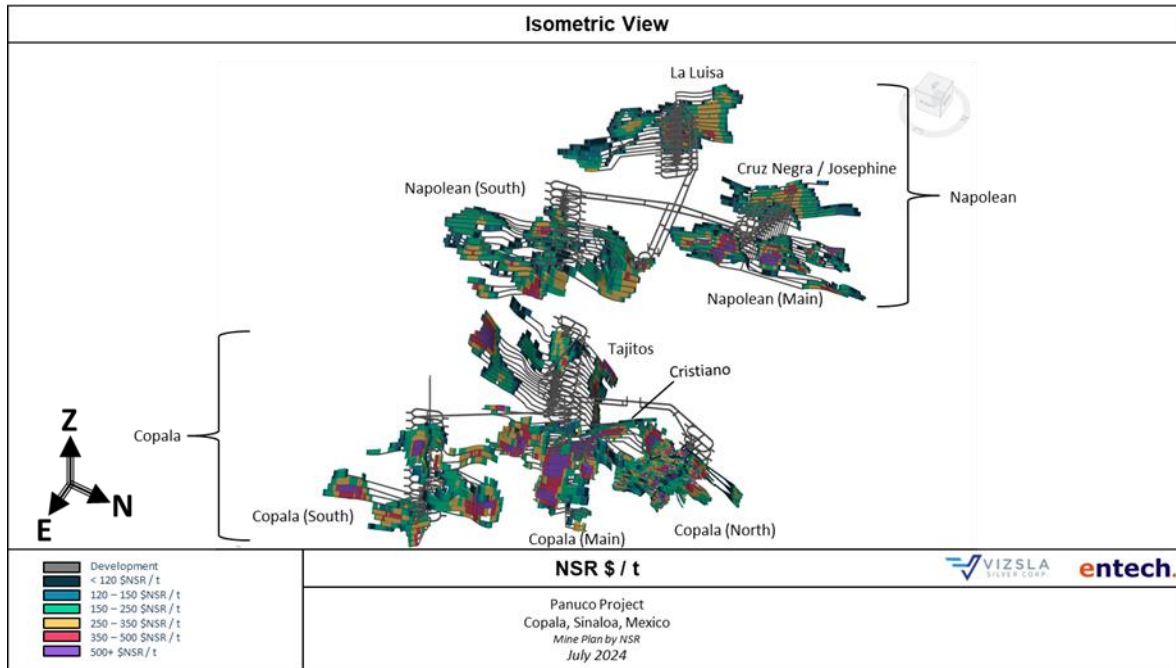 Isometric View
La Luisa
Cruz Negra / Josephine
Napolean (South)
Napolean
Napolean (Main)
Tajitos
Cristiano
Copala
Copala (South)
Copala (Main)
Copala (North)
Z
N
E
Development
< 120 $NSR / t
120 – 150 $NSR / t
150 – 250 $NSR / t
250 – 350 $NSR / t
350 – 500 $NSR / t
500+ $NSR / t
NSR $ / t
VIZSLA
SILVER CORP.
entech.
Panuco Project
Copala, Sinaloa, Mexico
Mine Plan by NSR
July 2024